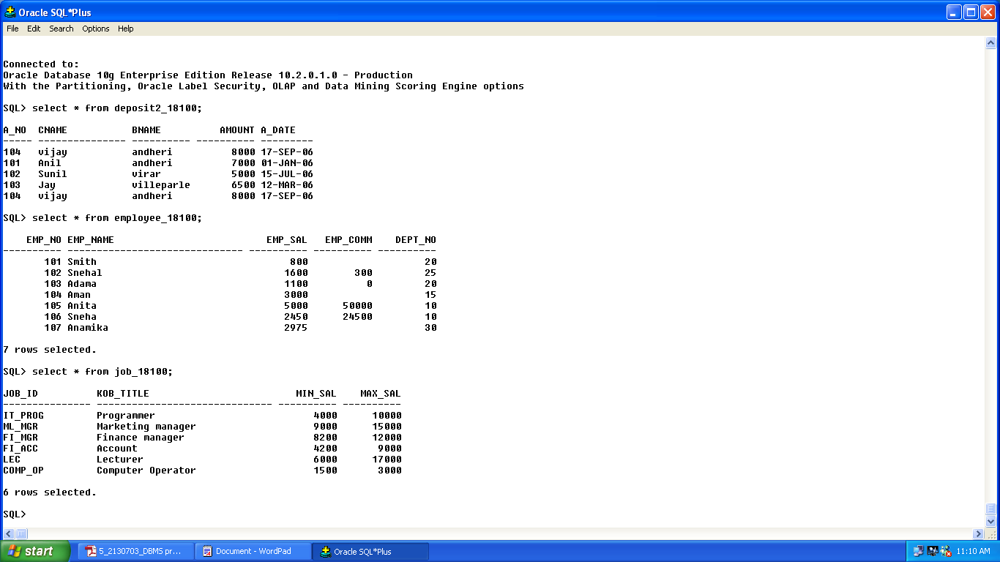 Oracle SQL*Plus
File Edit Search Options Help
Connected to:
Oracle Database 10g Enterprise Edition Release 10.2.0.1.0 - Production
With the Partitioning, Oracle Label Security, OLAP and Data Mining Scoring Engine options
SQL> select * from deposit2_18100;
A_NO  CNAME           BNAME          AMOUNT A_DATE
----- --------------- ---------- ---------- ---------
104   vijay           andheri          8000 17-SEP-06
101   Anil            andheri          7000 01-JAN-06
102   Sunil           virar            5000 15-JUL-06
103   Jay             villeparle       6500 12-MAR-06
104   vijay           andheri          8000 17-SEP-06
SQL> select * from employee_18100;
    EMP_NO EMP_NAME                          EMP_SAL   EMP_COMM    DEPT_NO
---------- ------------------------------ ---------- ---------- ----------
       101 Smith                                 800                    20
       102 Snehal                               1600        300         25
       103 Adama                                1100          0         20
       104 Aman                                 3000                    15
       105 Anita                                5000      50000         10
       106 Sneha                                2450      24500         10
       107 Anamika                              2975                    30
7 rows selected.
SQL> select * from job_18100;
JOB_ID          KOB_TITLE                         MIN_SAL    MAX_SAL
--------------- ------------------------------ ---------- ----------
IT_PROG         Programmer                           4000      10000
ML_MGR          Marketing manager                    9000      15000
FI_MGR          Finance manager                      8200      12000
FI_ACC          Account                              4200       9000
LEC             Lecturer                             6000      17000
COMP_OP         Computer Operator                    1500       3000
6 rows selected.
SQL>
start 5_2130703_DBMS pr... Document - WordPad Oracle SQL*Plus 11:10 AM